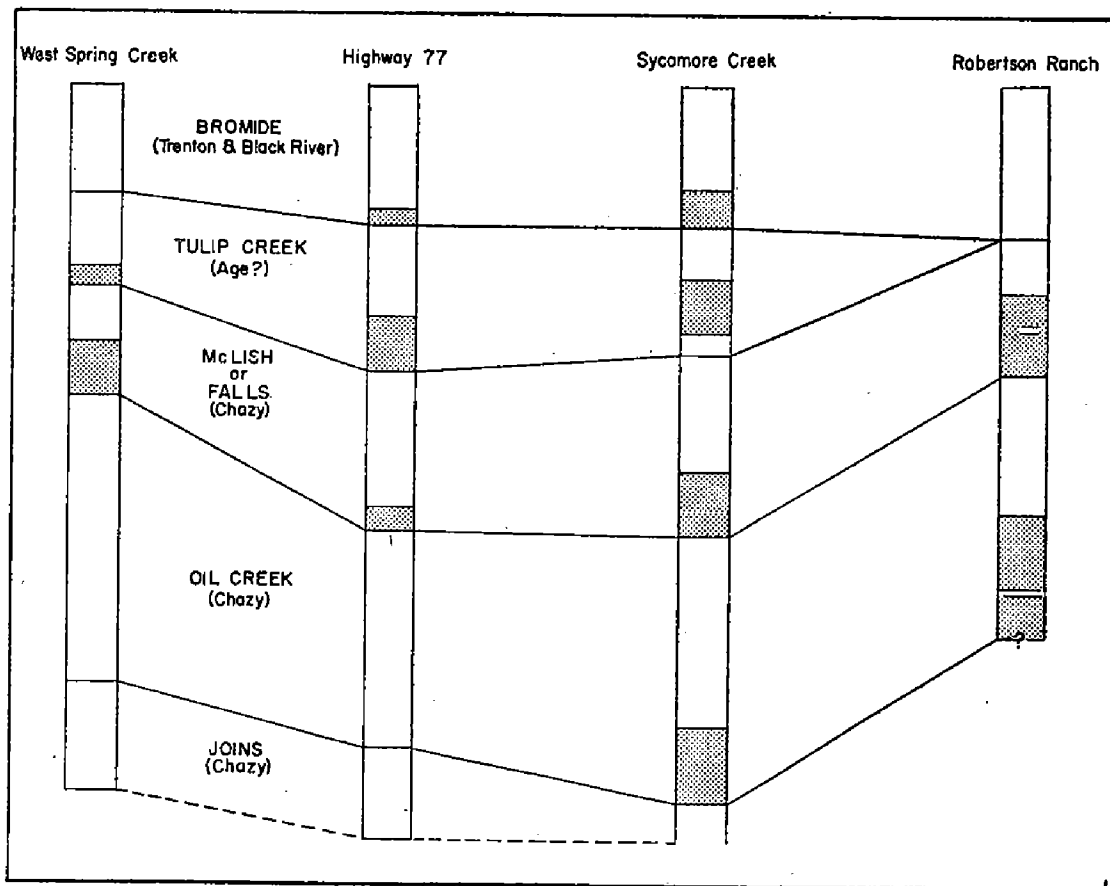 West Spring Creek
Highway 77
Sycamore Creek
Robertson Ranch
BROMIDE
(Trenton & Black River)
TULIP CREEK
(Age?)
McLISH
or
FALLS
(Chazy)
OIL CREEK
(Chazy)
?
JOINS
(Chazy)